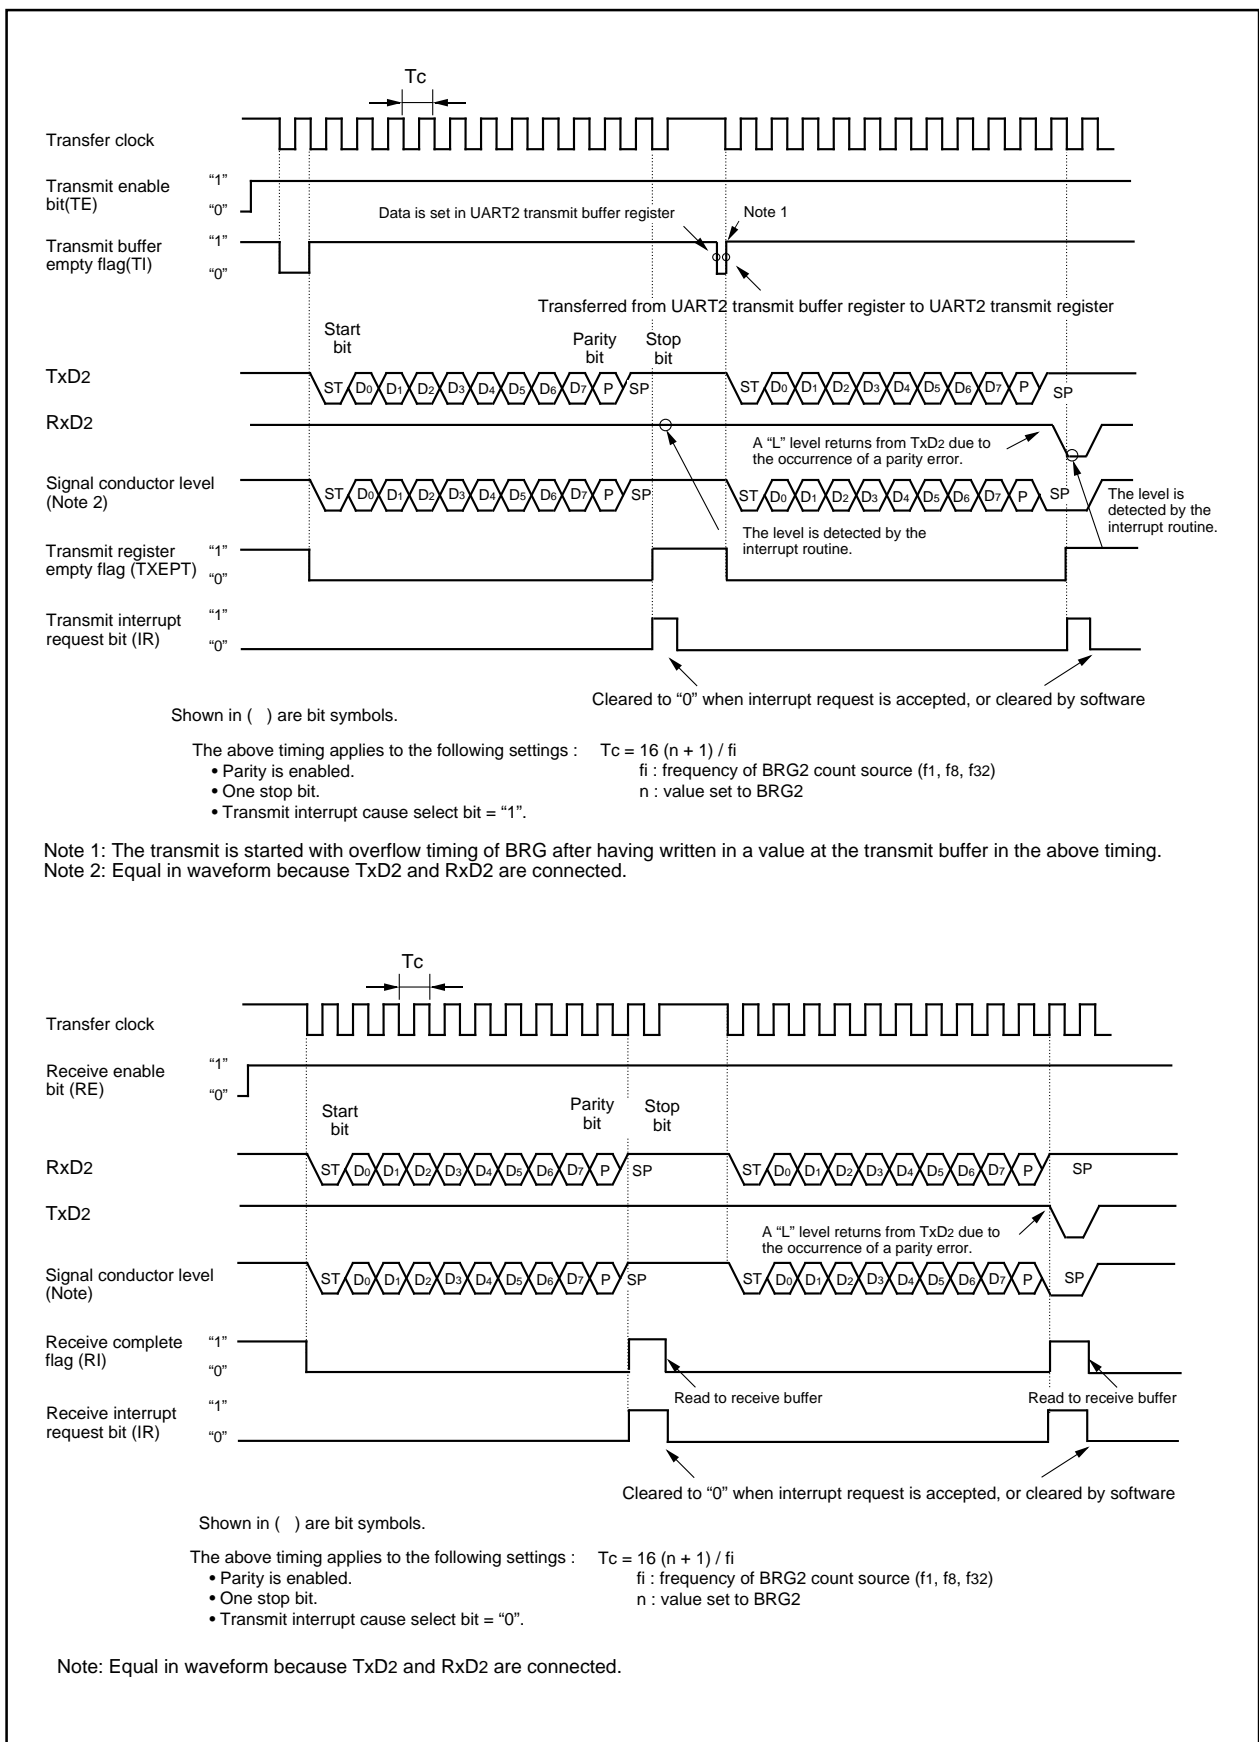 Tc
Transfer clock
Transmit enable
bit(TE)
“1”
“0”
Data is set in UART2 transmit buffer register
Note 1
Transmit buffer
empty flag(TI)
“1”
“0”
Transferred from UART2 transmit buffer register to UART2 transmit register
Start
bit
Parity
bit
Stop
bit
TxD2
ST D0 D1 D2 D3 D4 D5 D6 D7 P SP
ST D0 D1 D2 D3 D4 D5 D6 D7 P SP
RxD2
A “L” level returns from TxD2 due to
the occurrence of a parity error.
Signal conductor level
(Note 2)
ST D0 D1 D2 D3 D4 D5 D6 D7 P SP
ST D0 D1 D2 D3 D4 D5 D6 D7 P SP
The level is
detected by the
interrupt routine.
The level is detected by the
interrupt routine.
Transmit register
empty flag (TXEPT)
“1”
“0”
Transmit interrupt
request bit (IR)
“1”
“0”
Cleared to “0” when interrupt request is accepted, or cleared by software
Shown in ( ) are bit symbols.
The above timing applies to the following settings :
• Parity is enabled.
• One stop bit.
• Transmit interrupt cause select bit = “1”.
Tc = 16 (n + 1) / fi
fi : frequency of BRG2 count source (f1, f8, f32)
n : value set to BRG2
Note 1: The transmit is started with overflow timing of BRG after having written in a value at the transmit buffer in the above timing.
Note 2: Equal in waveform because TxD2 and RxD2 are connected.
Tc
Transfer clock
Receive enable
bit (RE)
“1”
“0”
Start
bit
Parity
bit
Stop
bit
RxD2
ST D0 D1 D2 D3 D4 D5 D6 D7 P SP
ST D0 D1 D2 D3 D4 D5 D6 D7 P SP
TxD2
A “L” level returns from TxD2 due to
the occurrence of a parity error.
Signal conductor level
(Note)
ST D0 D1 D2 D3 D4 D5 D6 D7 P SP
ST D0 D1 D2 D3 D4 D5 D6 D7 P SP
Receive complete
flag (RI)
“1”
“0”
Read to receive buffer
Read to receive buffer
Receive interrupt
request bit (IR)
“1”
“0”
Cleared to “0” when interrupt request is accepted, or cleared by software
Shown in ( ) are bit symbols.
The above timing applies to the following settings :
• Parity is enabled.
• One stop bit.
• Transmit interrupt cause select bit = “0”.
Tc = 16 (n + 1) / fi
fi : frequency of BRG2 count source (f1, f8, f32)
n : value set to BRG2
Note: Equal in waveform because TxD2 and RxD2 are connected.